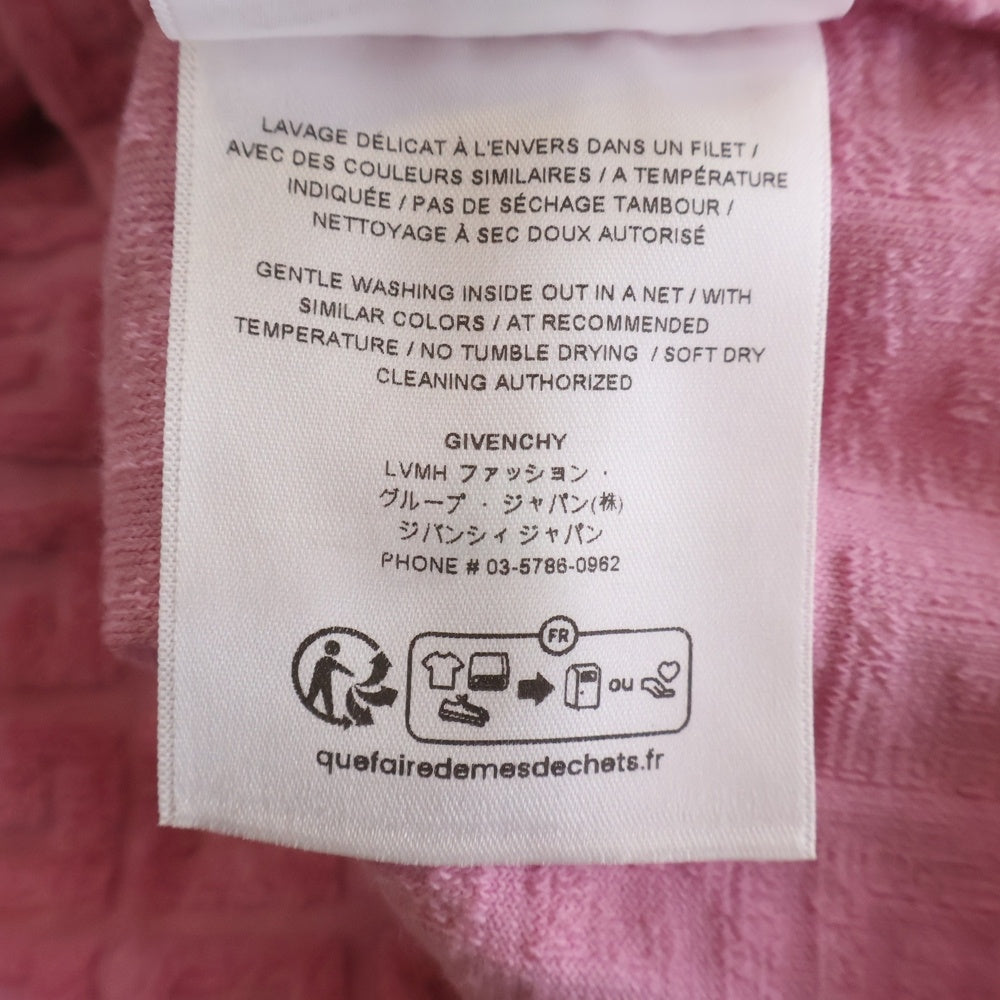 LAVAGE DÉLICAT À L'ENVERS DANS UN FILET /
AVEC DES COULEURS SIMILAIRES / A TEMPÉRATURE
INDIQUÉE / PAS DE SÉCHAGE TAMBOUR /
NETTOYAGE À SEC DOUX AUTORISÉ
GENTLE WASHING INSIDE OUT IN A NET / WITH
SIMILAR COLORS / AT RECOMMENDED
TEMPERATURE / NO TUMBLE DRYING / SOFT DRY
CLEANING AUTHORIZED
GIVENCHY
LVMH ファッション ·
グループ · ジャパン(株)
ジバンシィ ジャパン
PHONE # 03-5786-0962
FR
ou
quefairedemesdechets.fr